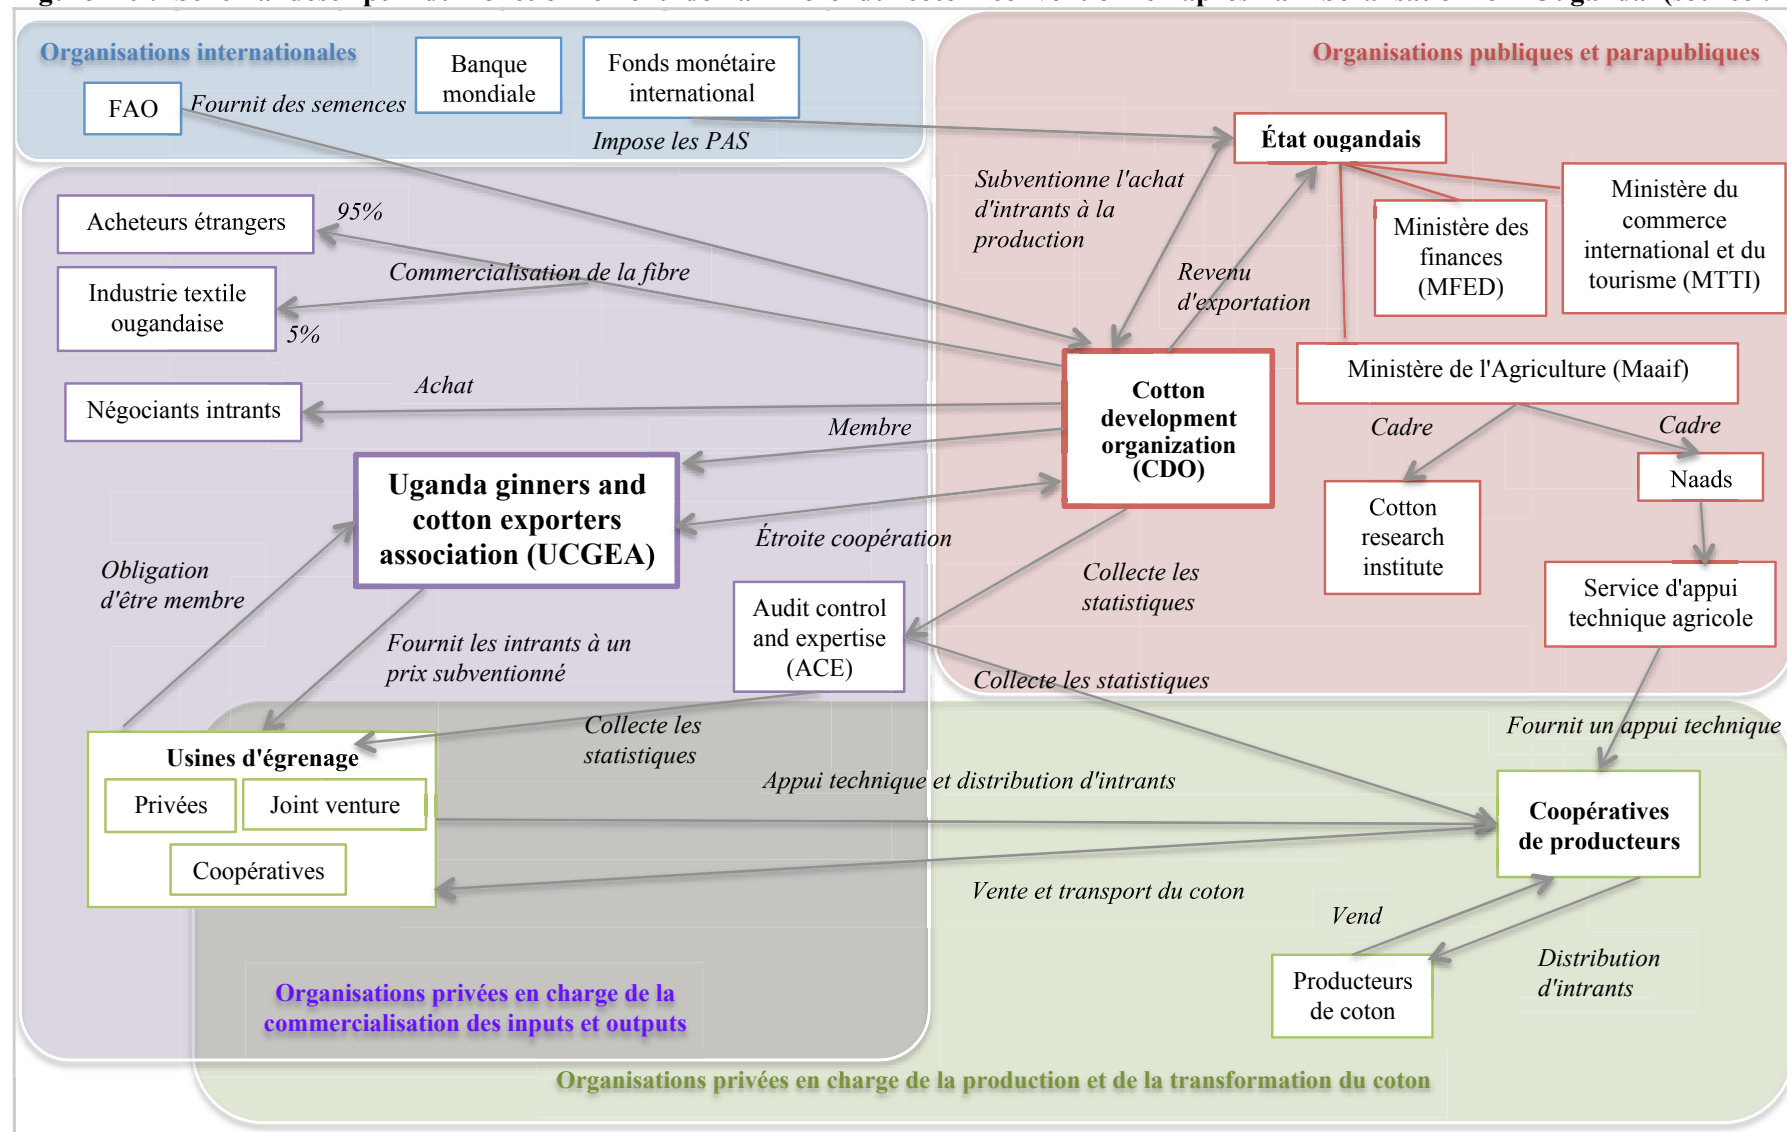 Organisations internationales
FAO
Fournit des semences
Banque
mondiale
Fonds monétaire
international
Impose les PAS
Organisations publiques et parapubliques
État ougandais
Subventionne l'achat
d'intrants à la
production
Revenu
d'exportation
Ministère des
finances
(MFED)
Ministère du
commerce
international et du
tourisme (MTTI)
Acheteurs étrangers
95%
Commercialisation de la fibre
Industrie textile
ougandaise
5%
Négociants intrants
Achat
Membre
Cotton
development
organization
(CDO)
Ministère de l'Agriculture (Maaif)
Cadre
Cadre
Naads
Cotton
research
institute
Service d'appui
technique agricole
Uganda ginners and
cotton exporters
association (UCGEA)
Étroite coopération
Obligation
d'être membre
Fournit les intrants à un
prix subventionné
Audit control
and expertise
(ACE)
Collecte les
statistiques
Collecte les statistiques
Collecte les
statistiques
Fournit un appui technique
Usines d'égrenage
Privées
Joint venture
Coopératives
Appui technique et distribution d'intrants
Coopératives
de producteurs
Vente et transport du coton
Vend
Producteurs
de coton
Distribution
d'intrants
Organisations privées en charge de la
commercialisation des inputs et outputs
Organisations privées en charge de la production et de la transformation du coton